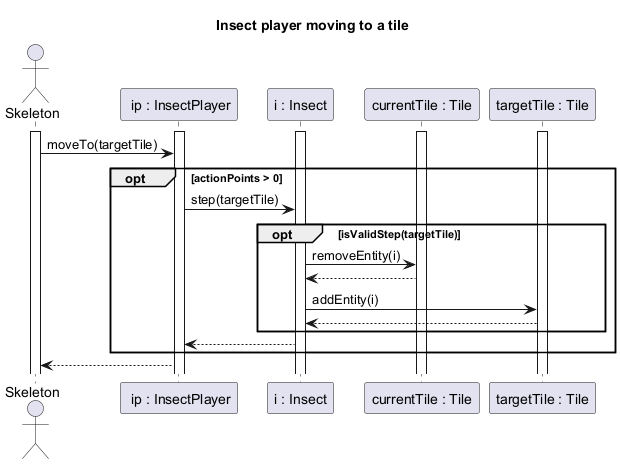 Insect player moving to a tile
Skeleton
ip : InsectPlayer
i : Insect
currentTile : Tile
targetTile : Tile
moveTo(targetTile)
opt
[actionPoints > 0]
step(targetTile)
opt
[isValidStep(targetTile)]
removeEntity(i)
addEntity(i)
Skeleton
ip : InsectPlayer
i : Insect
currentTile : Tile
targetTile : Tile